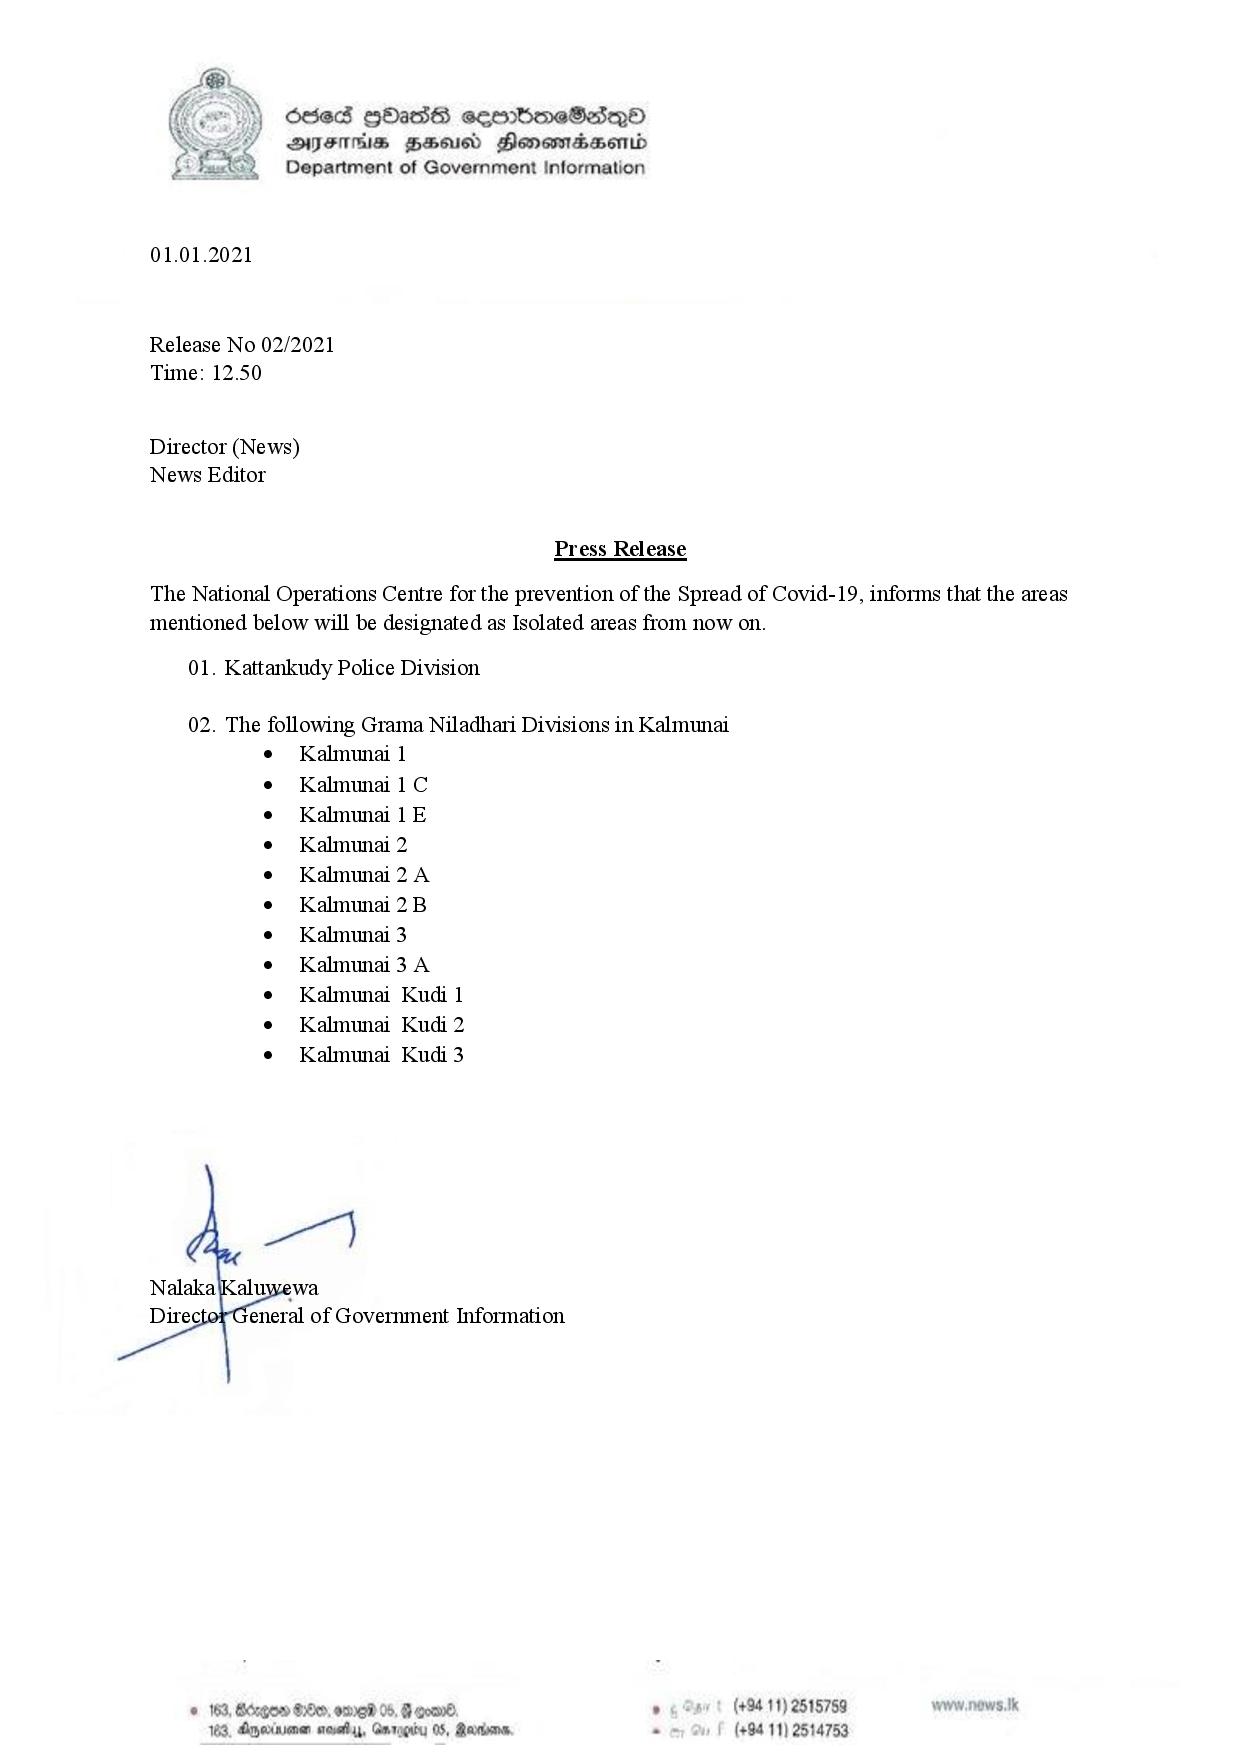 රජයේ ප්‍රවෘත්ති දෙපාර්තමේන්තුව
அரசாங்க தகவல் திணைக்களம்
Department of Government Information
01.01.2021
Release No 02/2021
Time: 12.50
Director (News)
News Editor
Press Release
The National Operations Centre for the prevention of the Spread of Covid-19, informs that the areas
mentioned below will be designated as Isolated areas from now on.
01. Kattankudy Police Division
02. The following Grama Niladhari Divisions in Kalmunai
• Kalmunai 1
• Kalmunai 1 C
• Kalmunai 1 E
• Kalmunai 2
• Kalmunai 2 A
• Kalmunai 2 B
• Kalmunai 3
• Kalmunai 3 A
• Kalmunai Kudi 1
• Kalmunai Kudi 2
• Kalmunai Kudi 3
Nalaka Kaluwewa
Director General of Government Information
163, කිරුලපන මාවත, කොළඹ 05, ශ්‍රී ලංකාව.
163, கிருலப்பனை எவனியூ, கொழும்பு 05, இலங்கை.
(+94 11) 2515759
(+94 11) 2514753
www.news.lk